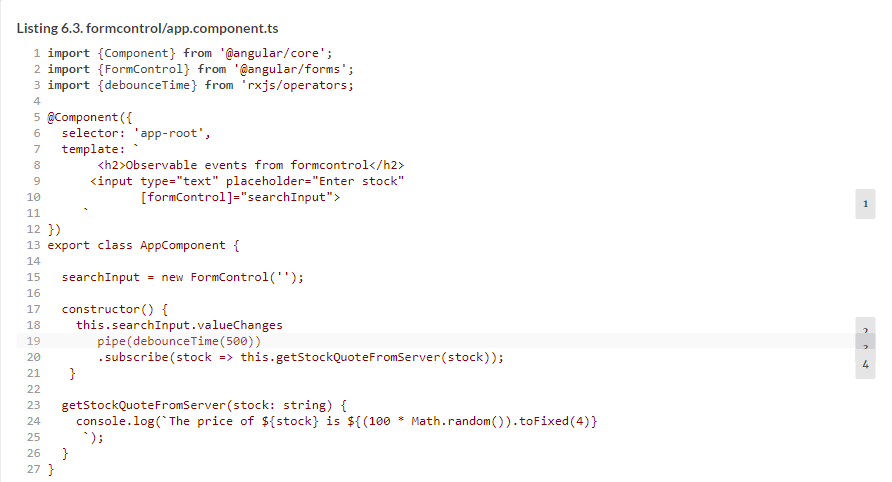 Listing 6.3. formcontrol/app.component.ts
1 import {Component} from '@angular/core';
2 import {FormControl} from '@angular/forms';
3 import {debounceTime} from 'rxjs/operators;
4
5 @Component({
6   selector: 'app-root',
7   template: `
8        <h2>Observable events from formcontrol</h2>
9       <input type="text" placeholder="Enter stock"
10              [formControl]="searchInput">
1
11      `
12 })
13 export class AppComponent {
14
15   searchInput = new FormControl('');
16
17   constructor() {
18     this.searchInput.valueChanges
2
19        pipe(debounceTime(500))
3
20        .subscribe(stock => this.getStockQuoteFromServer(stock));
4
21    }
22
23   getStockQuoteFromServer(stock: string) {
24     console.log(`The price of ${stock} is ${(100 * Math.random()).toFixed(4)}
25      `);
26   }
27 }